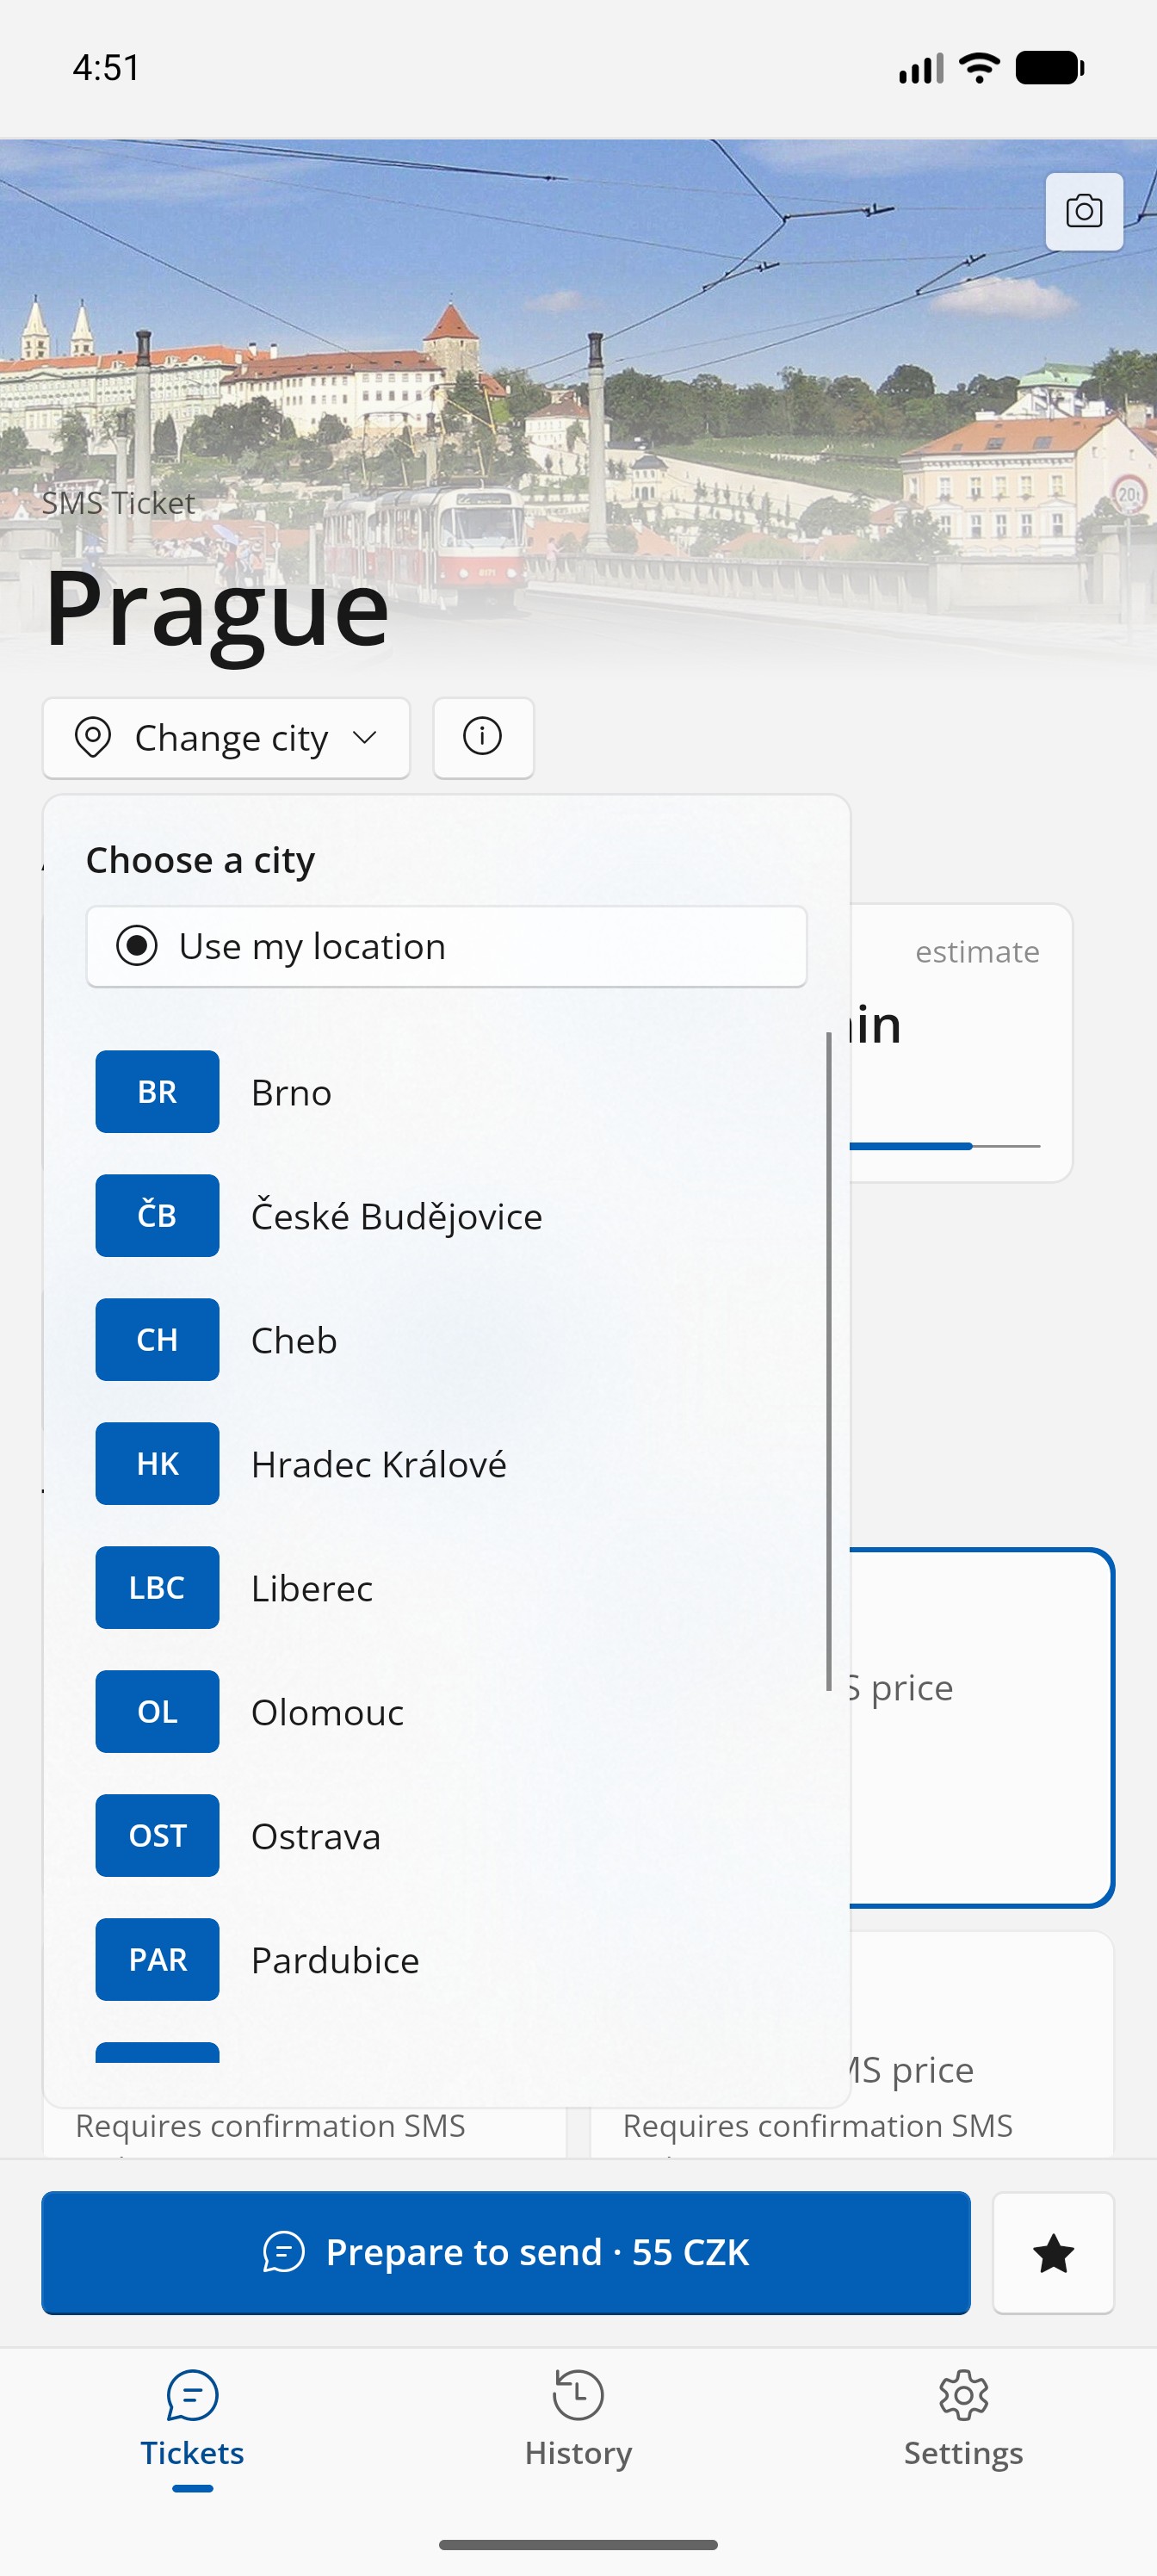 4:51
SMS Ticket
Prague
Change city
Choose a city
Use my location
estimate
BR Brno
ČB České Budějovice
CH Cheb
HK Hradec Králové
LBC Liberec
OL Olomouc
price
OST Ostrava
PAR Pardubice
price
Requires confirmation SMS
Requires confirmation SMS
Prepare to send · 55 CZK
Tickets
History
Settings